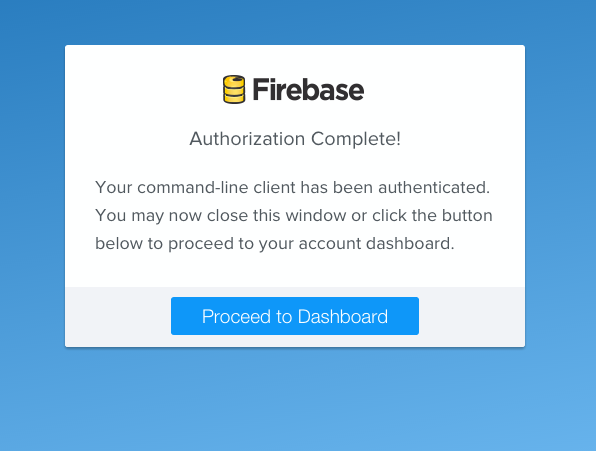 Firebase
Authorization Complete!
Your command-line client has been authenticated.
You may now close this window or click the button
below to proceed to your account dashboard.
Proceed to Dashboard